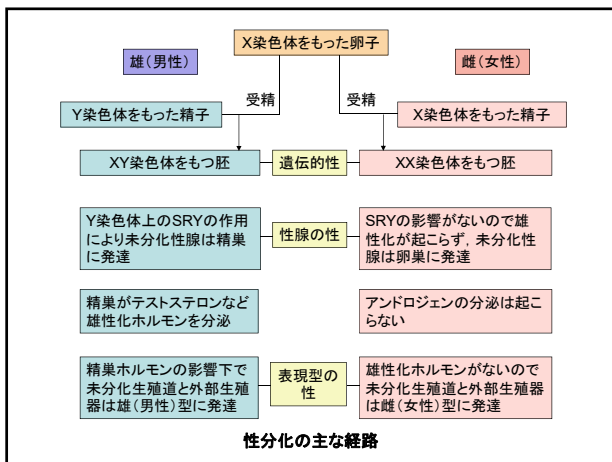 X染色体をもった卵子
雄(男性)
雌(女性)
受精
受精
Y染色体をもった精子
X染色体をもった精子
XY染色体をもつ胚
遺伝的性
XX染色体をもつ胚
Y染色体上のSRYの作用
により未分化性腺は精巣
に発達
性腺の性
SRYの影響がないので雄
性化が起こらず,未分化性
腺は卵巣に発達
精巣がテストステロンなど
雄性化ホルモンを分泌
アンドロジェンの分泌は起こ
らない
精巣ホルモンの影響下で
未分化生殖道と外部生殖
器は雄(男性)型に発達
表現型の
性
雄性化ホルモンがないので
未分化生殖道と外部生殖器
は雌(女性)型に発達
性分化の主な経路